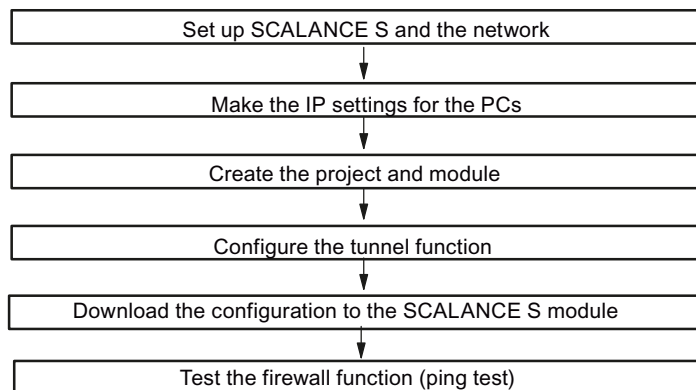 Set up SCALANCE S and the network
Make the IP settings for the PCs
Create the project and module
Configure the tunnel function
Download the configuration to the SCALANCE S module
Test the firewall function (ping test)